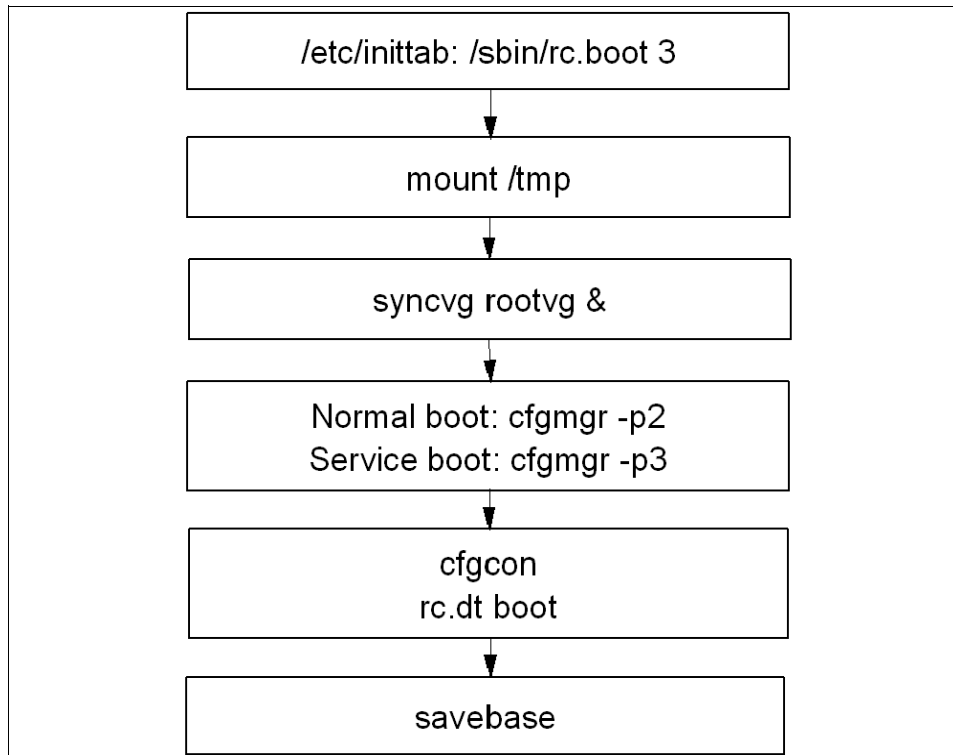 /etc/inittab: /sbin/rc.boot 3
mount /tmp
syncvg rootvg &
Normal boot: cfgmgr -p2
Service boot: cfgmgr -p3
cfgcon
rc.dt boot
savebase